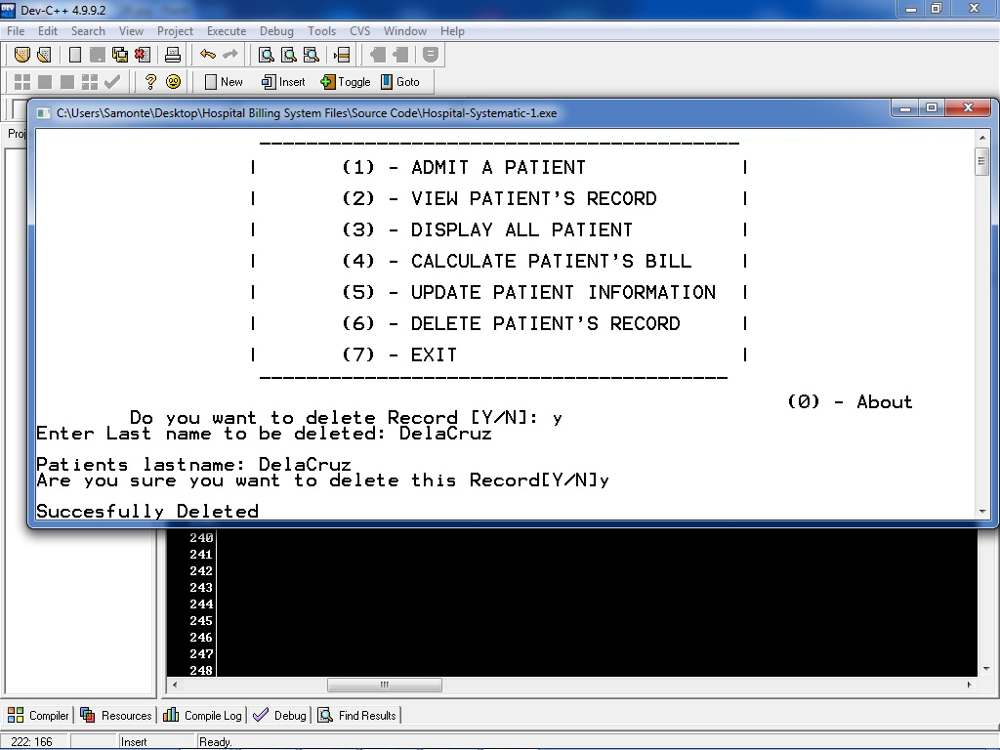 Dev-C++ 4.9.9.2
File Edit Search View Project Execute Debug Tools CVS Window Help
New Insert Toggle Goto
Proj
C:\Users\Samonte\Desktop\Hospital Billing System Files\Source Code\Hospital-Systematic-1.exe
(1) - ADMIT A PATIENT
(2) - VIEW PATIENT'S RECORD
(3) - DISPLAY ALL PATIENT
(4) - CALCULATE PATIENT'S BILL
(5) - UPDATE PATIENT INFORMATION
(6) - DELETE PATIENT'S RECORD
(7) - EXIT
(0) - About
Do you want to delete Record [Y/N]: y
Enter Last name to be deleted: DelaCruz
Patients lastname: DelaCruz
Are you sure you want to delete this Record[Y/N]y
Succesfully Deleted
240
241
242
243
244
245
246
247
248
Compiler Resources Compile Log Debug Find Results
222: 166 Insert Ready.